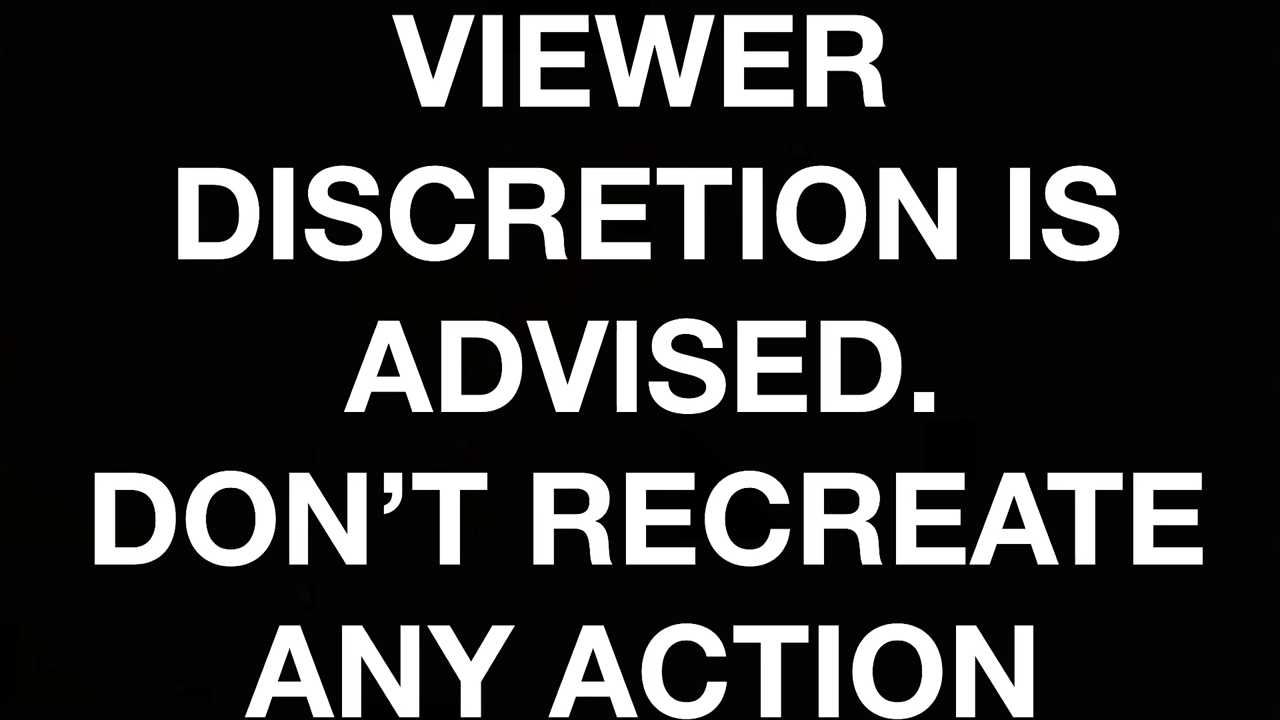 VIEWER
DISCRETION IS
ADVISED.
DON’T RECREATE
ANY ACTION